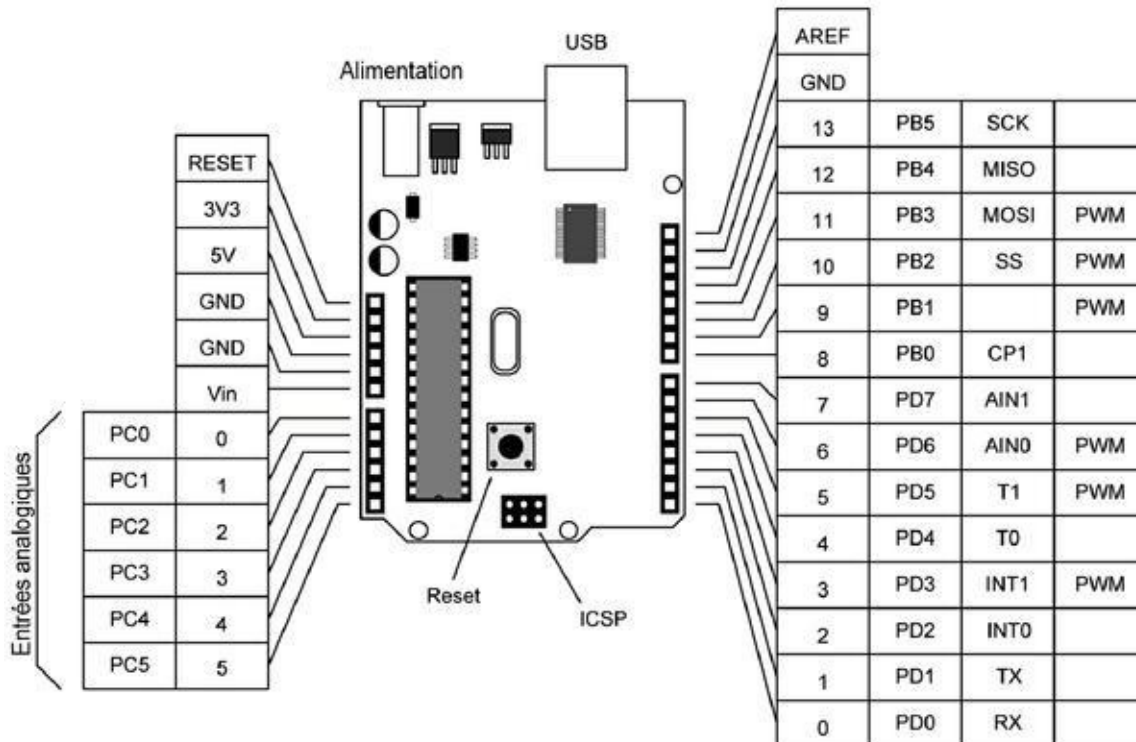 USB
Alimentation
RESET
3V3
5V
GND
GND
Vin
PC0 0
PC1 1
PC2 2
PC3 3
PC4 4
PC5 5
Entrées analogiques
Reset
ICSP
AREF
GND
13 PB5 SCK
12 PB4 MISO
11 PB3 MOSI PWM
10 PB2 SS PWM
9 PB1 PWM
8 PB0 CP1
7 PD7 AIN1
6 PD6 AIN0 PWM
5 PD5 T1 PWM
4 PD4 T0
3 PD3 INT1 PWM
2 PD2 INT0
1 PD1 TX
0 PD0 RX